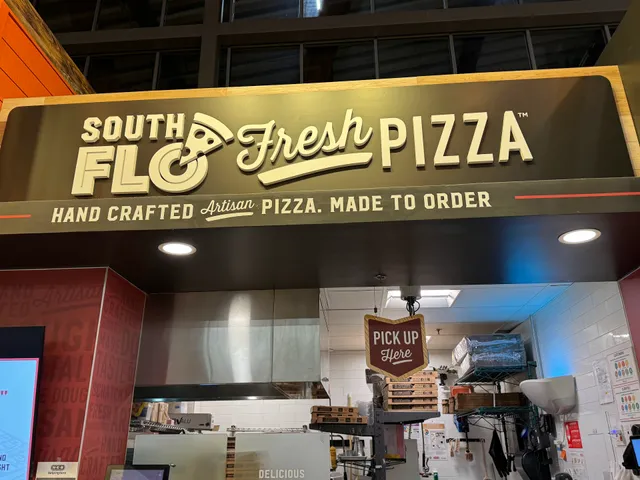 SOUTH FLO Fresh PIZZA™
HAND CRAFTED Artisan PIZZA. MADE TO ORDER
PICK UP
Here
DELICIOUS